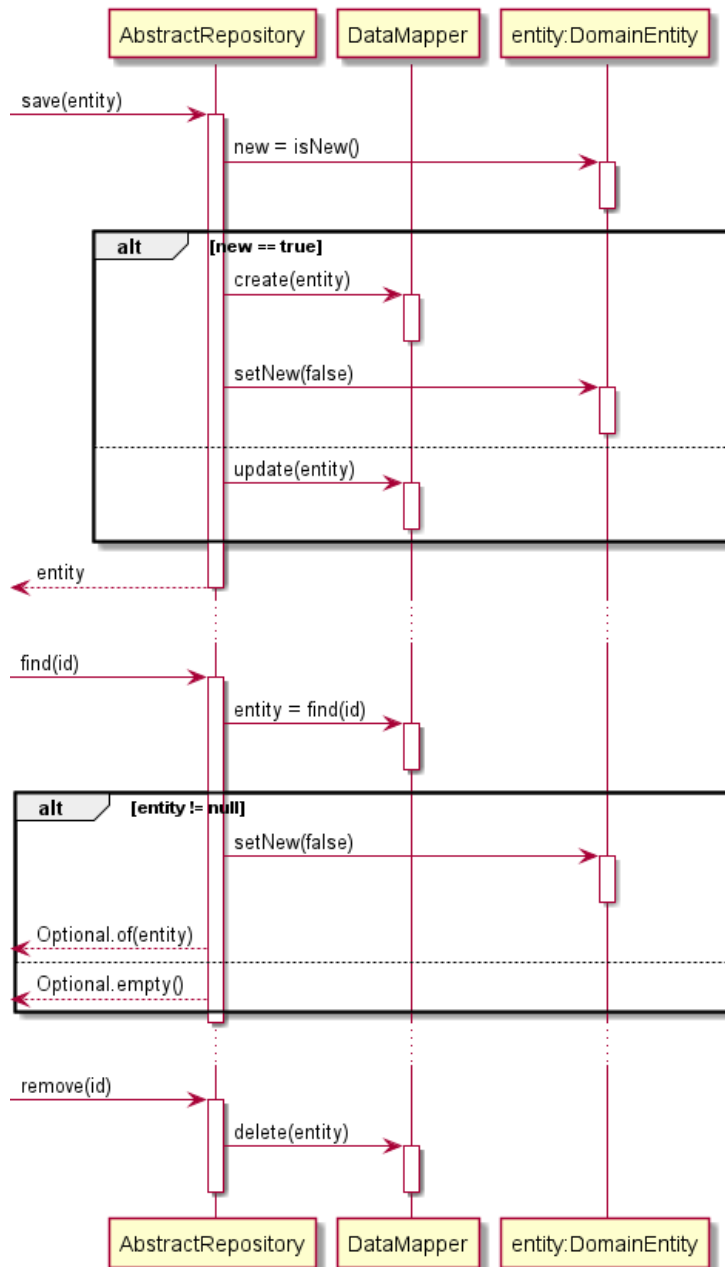 AbstractRepository DataMapper entity:DomainEntity
save(entity)
new = isNew()
alt [new == true]
create(entity)
setNew(false)
update(entity)
entity
find(id)
entity = find(id)
alt [entity != null]
setNew(false)
Optional.of(entity)
Optional.empty()
remove(id)
delete(entity)
AbstractRepository DataMapper entity:DomainEntity